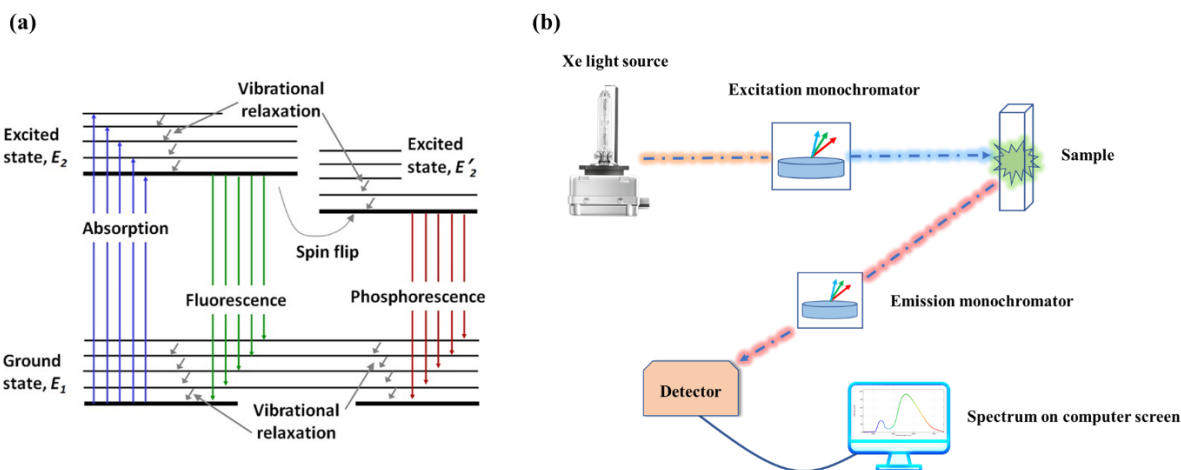 (a)
Vibrational
relaxation
Excited
state, E2
Excited
state, E′2
Absorption
Spin flip
Fluorescence
Phosphorescence
Ground
state, E1
Vibrational
relaxation
(b)
Xe light source
Excitation monochromator
Sample
Emission monochromator
Detector
Spectrum on computer screen